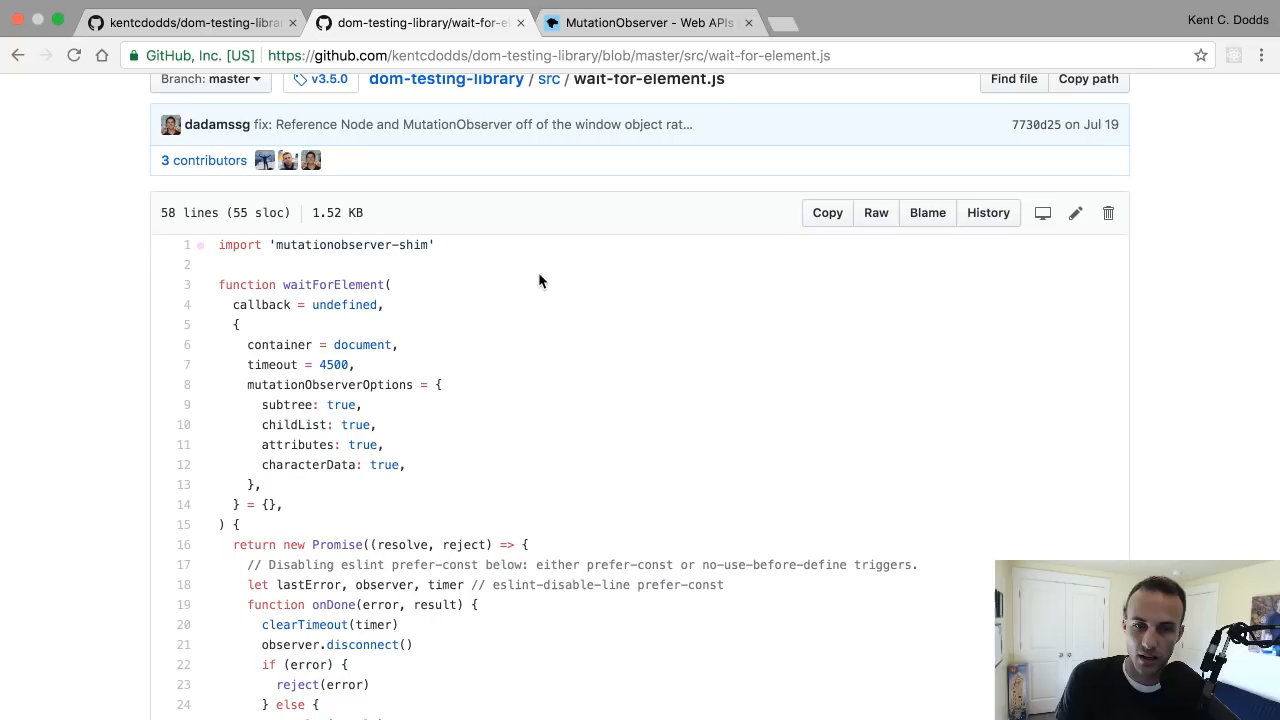 kentcdodds/dom-testing-librar
dom-testing-library/wait-for-el
MutationObserver - Web APIs
Kent C. Dodds
GitHub, Inc. [US] https://github.com/kentcdodds/dom-testing-library/blob/master/src/wait-for-element.js
Branch: master v3.5.0 dom-testing-library / src / wait-for-element.js Find file Copy path
dadamssg fix: Reference Node and MutationObserver off of the window object rat... 7730d25 on Jul 19
3 contributors
58 lines (55 sloc) 1.52 KB Copy Raw Blame History
1 import 'mutationobserver-shim'
2
3 function waitForElement(
4 callback = undefined,
5 {
6 container = document,
7 timeout = 4500,
8 mutationObserverOptions = {
9 subtree: true,
10 childList: true,
11 attributes: true,
12 characterData: true,
13 },
14 } = {},
15 ) {
16 return new Promise((resolve, reject) => {
17 // Disabling eslint prefer-const below: either prefer-const or no-use-before-define triggers.
18 let lastError, observer, timer // eslint-disable-line prefer-const
19 function onDone(error, result) {
20 clearTimeout(timer)
21 observer.disconnect()
22 if (error) {
23 reject(error)
24 } else {